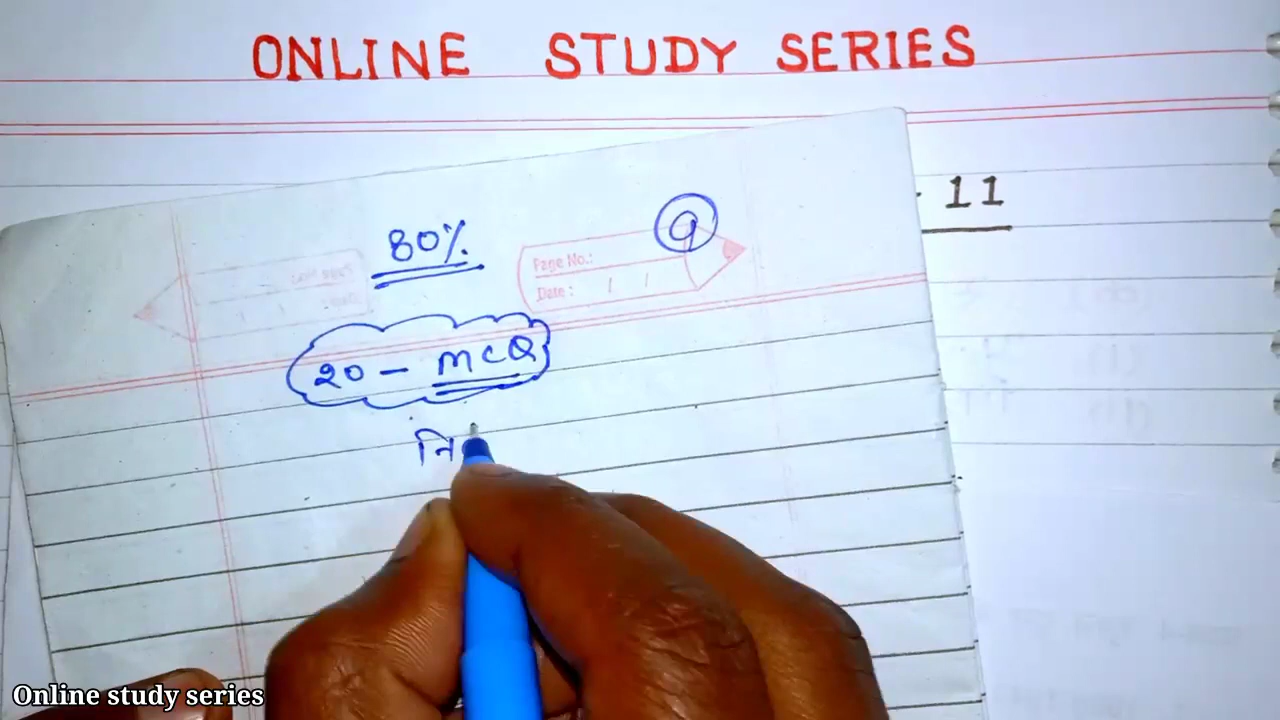 ONLINE STUDY SERIES
11
80%
9
Page No.:
Date :
20 - MCQ
नि
Online study series